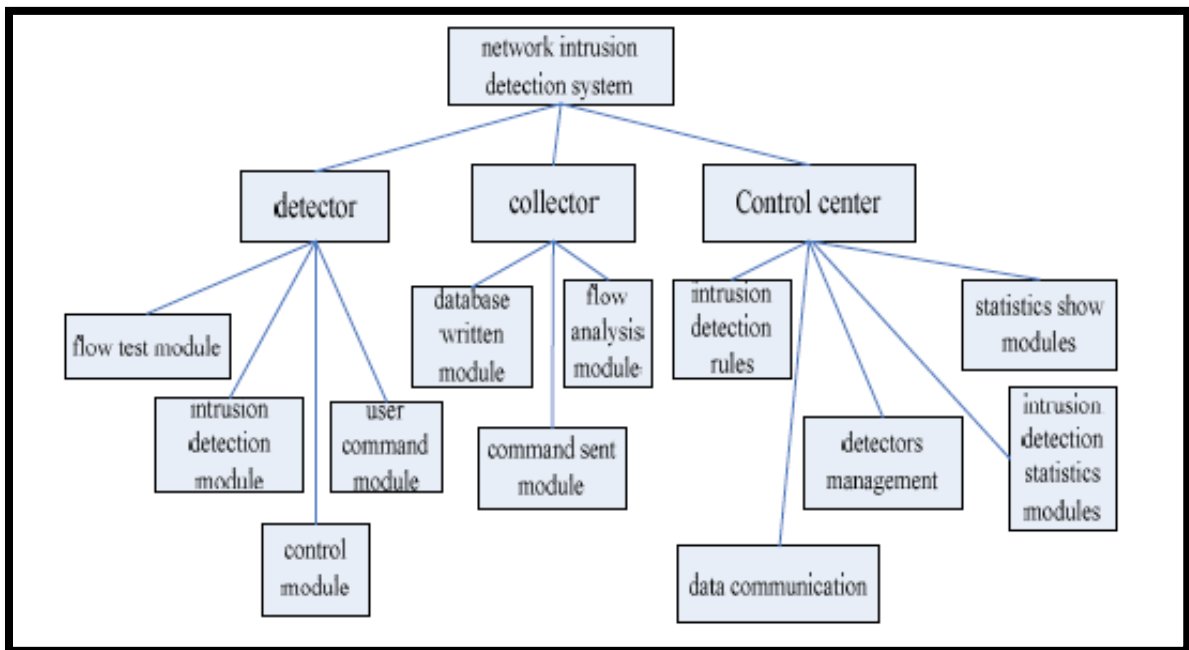 network intrusion
detection system
detector
collector
Control center
flow test module
intrusion
detection
module
control
module
user
command
module
database
written
module
command sent
module
flow
analysis
module
intrusion
detection
rules
data communication
detectors
management
intrusion
detection
statistics
modules
statistics show
modules